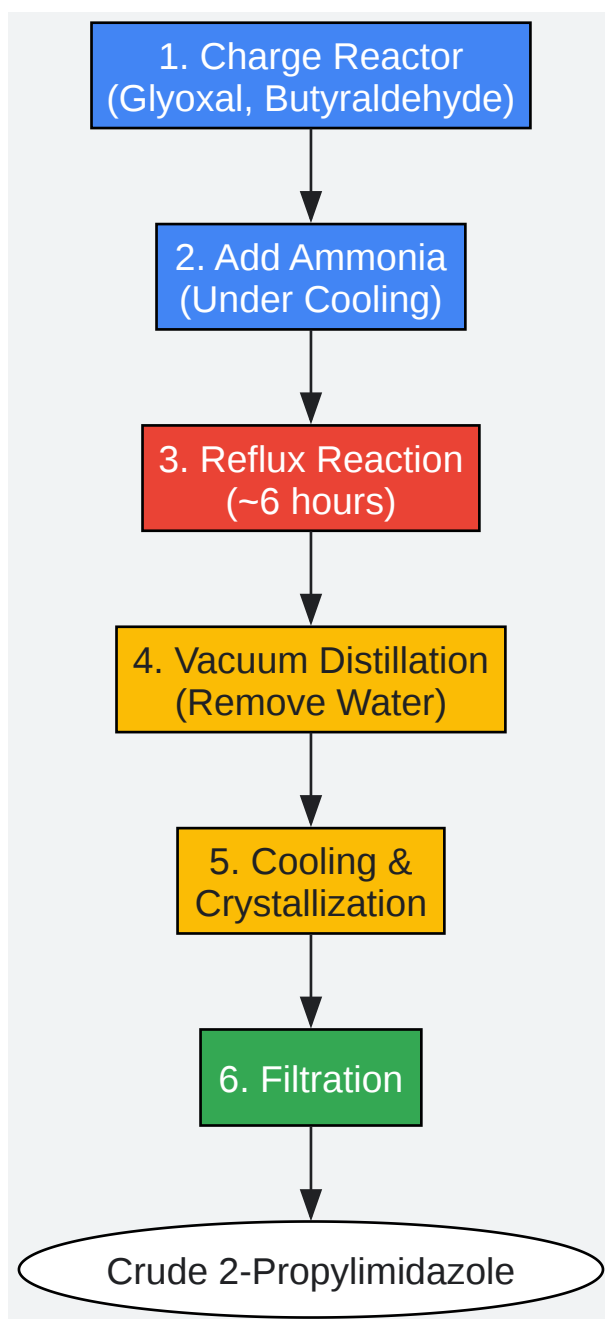 1. Charge Reactor
(Glyoxal, Butyraldehyde)
2. Add Ammonia
(Under Cooling)
3. Reflux Reaction
(~6 hours)
4. Vacuum Distillation
(Remove Water)
5. Cooling &
Crystallization
6. Filtration
Crude 2-Propylimidazole